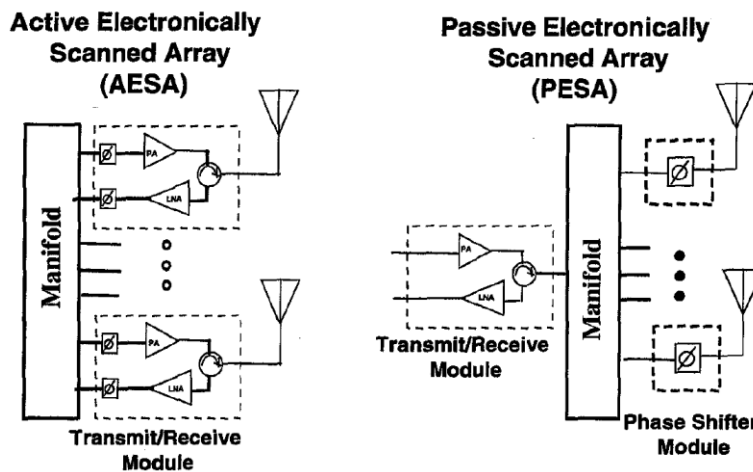 Active Electronically
Scanned Array
(AESA)
Manifold
Ø
PA
Ø
LNA
Ø
PA
Ø
LNA
Transmit/Receive
Module
Passive Electronically
Scanned Array
(PESA)
PA
LNA
Transmit/Receive
Module
Manifold
Ø
Ø
Phase Shifter
Module